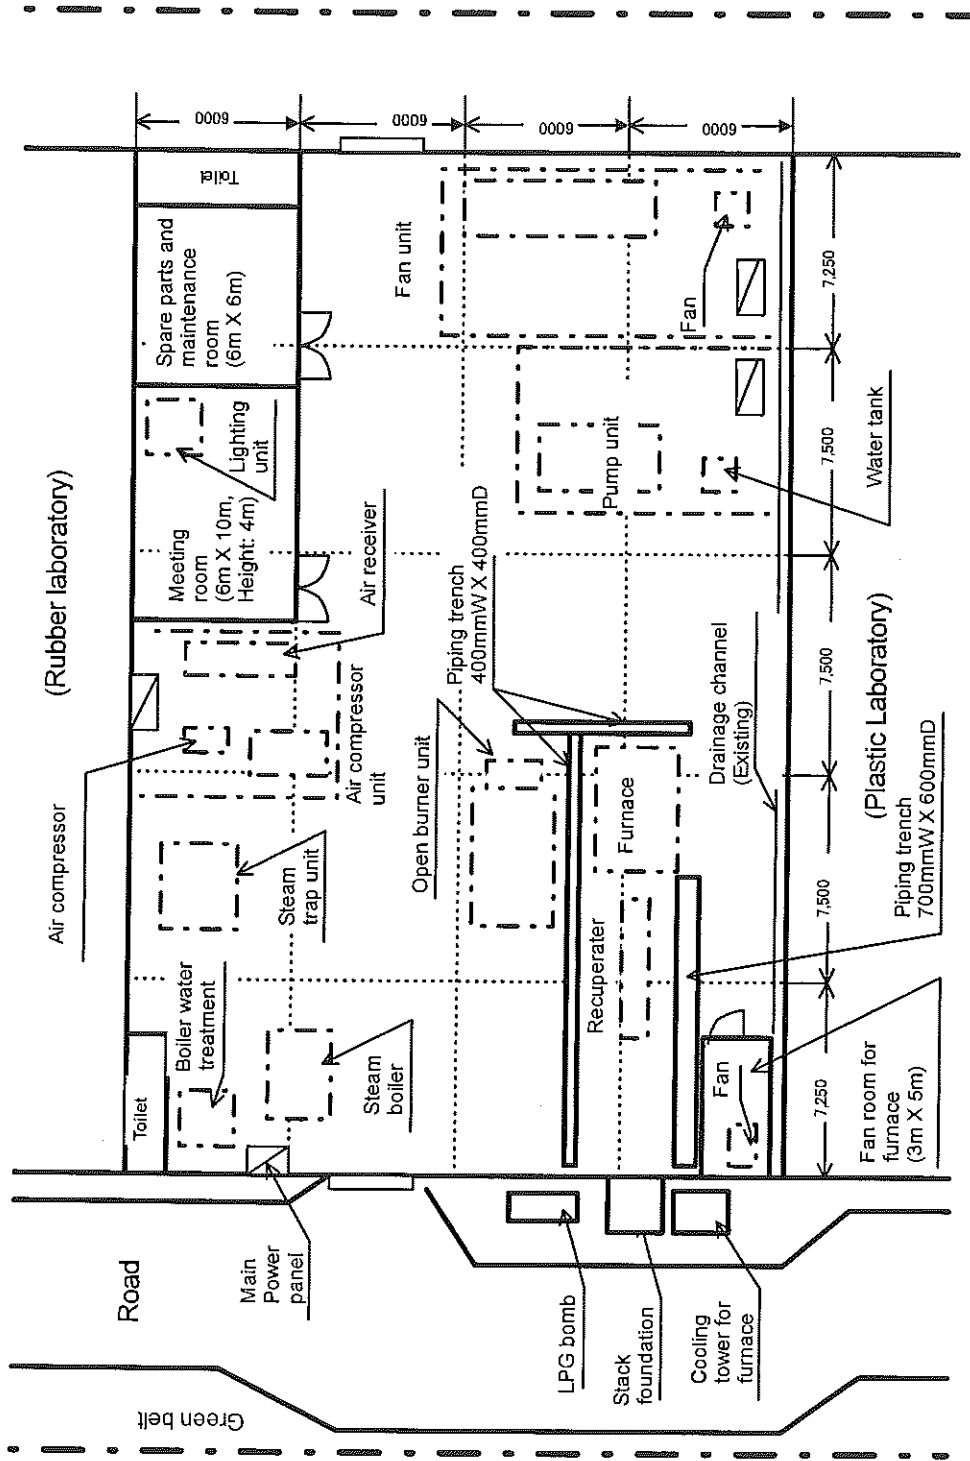 (Rubber laboratory)
Air compressor
Toilet
Boiler water
treatment
Steam
trap unit
Steam
boiler
Air compressor
unit
Air receiver
Meeting
room
(6m X 10m,
Height: 4m)
Lighting
unit
Spare parts and
maintenance
room
(6m X 6m)
Toilet
6000
6000
6000
6000
Open burner unit
Piping trench
400mmW X 400mmD
Fan unit
Pump unit
Fan
Recuperater
Furnace
Drainage channel
(Existing)
Water tank
Fan
7,250
7,500
7,500
7,500
7,250
Fan room for
furnace
(3m X 5m)
Piping trench
700mmW X 600mmD
(Plastic Laboratory)
Road
Main
Power
panel
LPG bomb
Stack
foundation
Cooling
tower for
furnace
Green belt